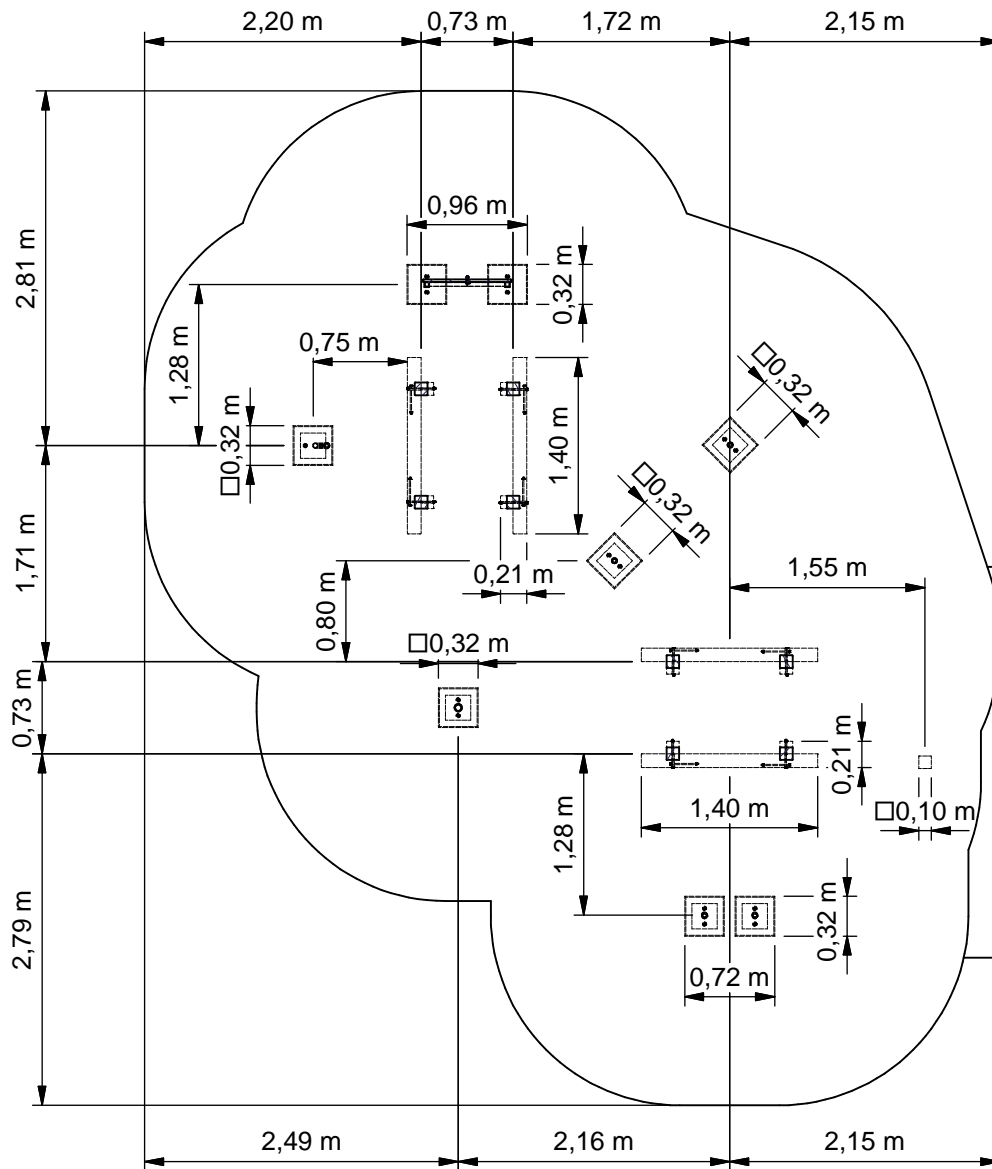 2,20 m 0,73 m 1,72 m 2,15 m
0,96 m
2,81 m
0,32 m
1,28 m
0,75 m
□0,32 m
□0,32 m
1,40 m
□0,32 m
1,71 m
0,21 m
1,55 m
0,80 m
□0,32 m
0,73 m
0,21 m
1,40 m
□0,10 m
1,28 m
2,79 m
0,32 m
0,72 m
2,49 m 2,16 m 2,15 m